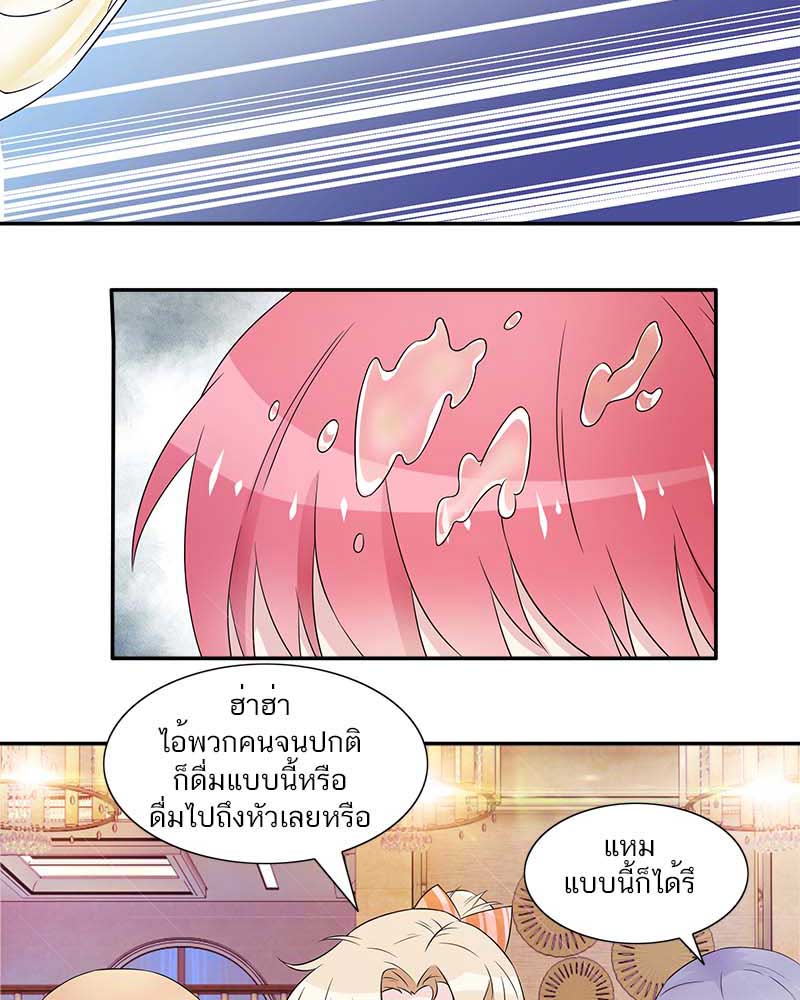 ฮ่าฮ่า
ไอ้พวกคนจนปกติ
ก็ดื่มแบบนี้หรือ
ดื่มไปถึงหัวเลยหรือ
แหม
แบบนี้ก็ได้รึ